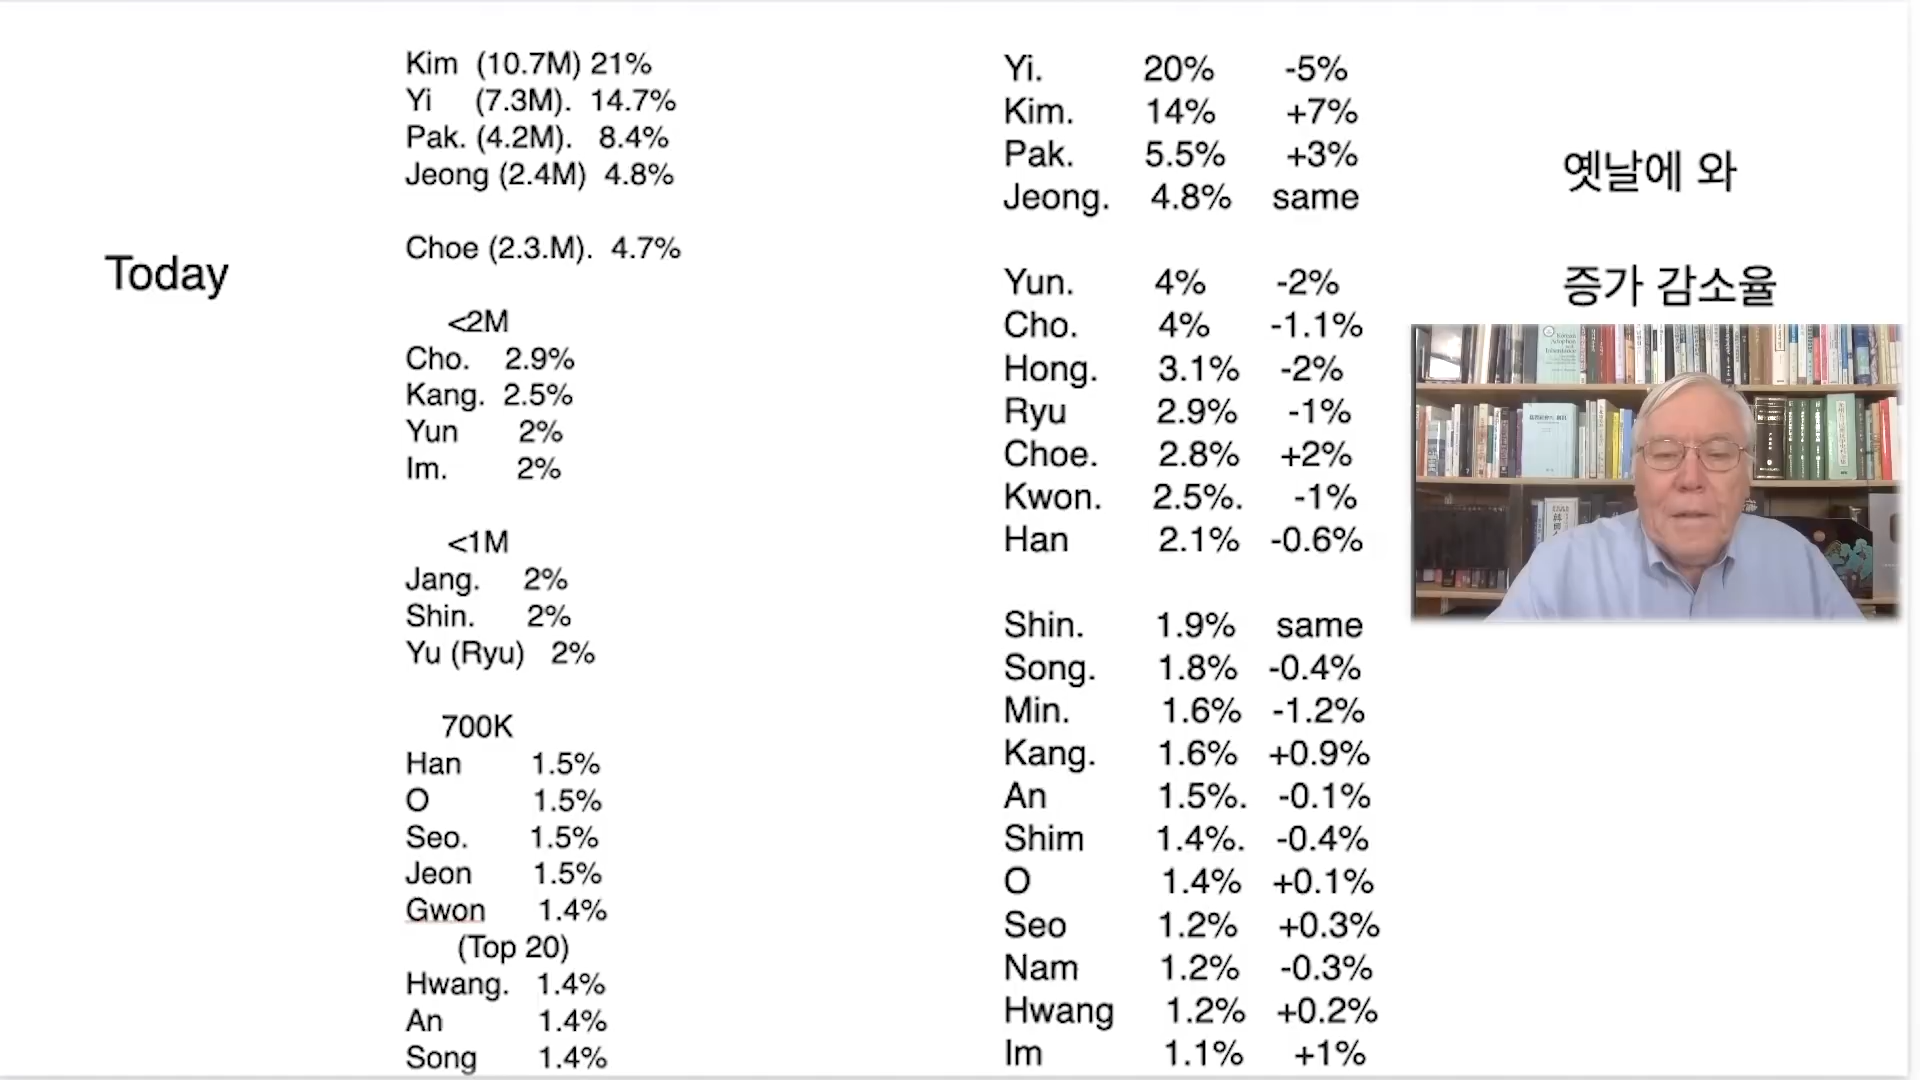 Today
Kim (10.7M) 21%
Yi (7.3M). 14.7%
Pak. (4.2M). 8.4%
Jeong (2.4M) 4.8%
Choe (2.3.M). 4.7%
<2M
Cho. 2.9%
Kang. 2.5%
Yun 2%
Im. 2%
<1M
Jang. 2%
Shin. 2%
Yu (Ryu) 2%
700K
Han 1.5%
O 1.5%
Seo. 1.5%
Jeon 1.5%
Gwon 1.4%
(Top 20)
Hwang. 1.4%
An 1.4%
Song 1.4%
Yi. 20% -5%
Kim. 14% +7%
Pak. 5.5% +3%
Jeong. 4.8% same
Yun. 4% -2%
Cho. 4% -1.1%
Hong. 3.1% -2%
Ryu 2.9% -1%
Choe. 2.8% +2%
Kwon. 2.5%. -1%
Han 2.1% -0.6%
Shin. 1.9% same
Song. 1.8% -0.4%
Min. 1.6% -1.2%
Kang. 1.6% +0.9%
An 1.5%. -0.1%
Shim 1.4%. -0.4%
O 1.4% +0.1%
Seo 1.2% +0.3%
Nam 1.2% -0.3%
Hwang 1.2% +0.2%
Im 1.1% +1%
옛날에 와
증가 감소율
Korean
Adoption
and
Inheritance